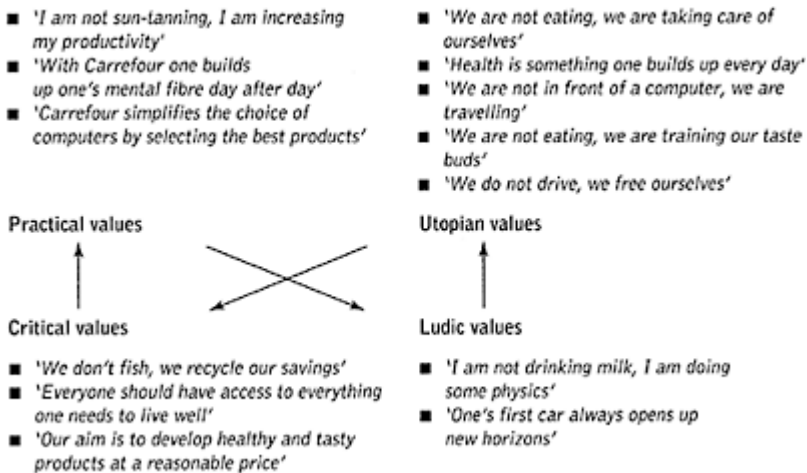 ■ 'I am not sun-tanning, I am increasing
my productivity'
■ 'With Carrefour one builds
up one's mental fibre day after day'
■ 'Carrefour simplifies the choice of
computers by selecting the best products'
■ 'We are not eating, we are taking care of
ourselves'
■ 'Health is something one builds up every day'
■ 'We are not in front of a computer, we are
travelling'
■ 'We are not eating, we are training our taste
buds'
■ 'We do not drive, we free ourselves'
Practical values
Utopian values
Critical values
Ludic values
■ 'We don't fish, we recycle our savings'
■ 'Everyone should have access to everything
one needs to live well'
■ 'Our aim is to develop healthy and tasty
products at a reasonable price'
■ 'I am not drinking milk, I am doing
some physics'
■ 'One's first car always opens up
new horizons'